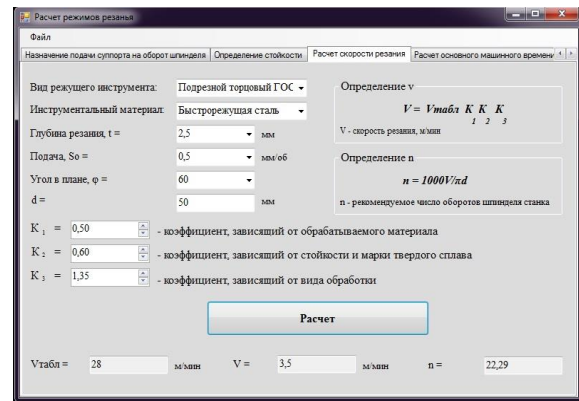 Расчет режимов резанья
Файл
Назначение подачи суппорта на оборот шпинделя Определение стойкости Расчет скорости резания Расчет основного машинного времени
Вид режущего инструмента: Подрезной торцовый ГОС
Инструментальный материал: Быстрорежущая сталь
Глубина резания, t = 2,5 мм
Подача, So = 0,5 мм/об
Угол в плане, φ = 60
d = 50 мм
Определение v
V = Vтабл K K K
1 2 3
V - скорость резания, м/мин
Определение n
n = 1000V/πd
n - рекомендуемое число оборотов шпинделя станка
K 1 = 0,50 - коэффициент, зависящий от обрабатываемого материала
K 2 = 0,60 - коэффициент, зависящий от стойкости и марки твердого сплава
K 3 = 1,35 - коэффициент, зависящий от вида обработки
Расчет
Vтабл = 28 м/мин V = 3,5 м/мин n = 22,29